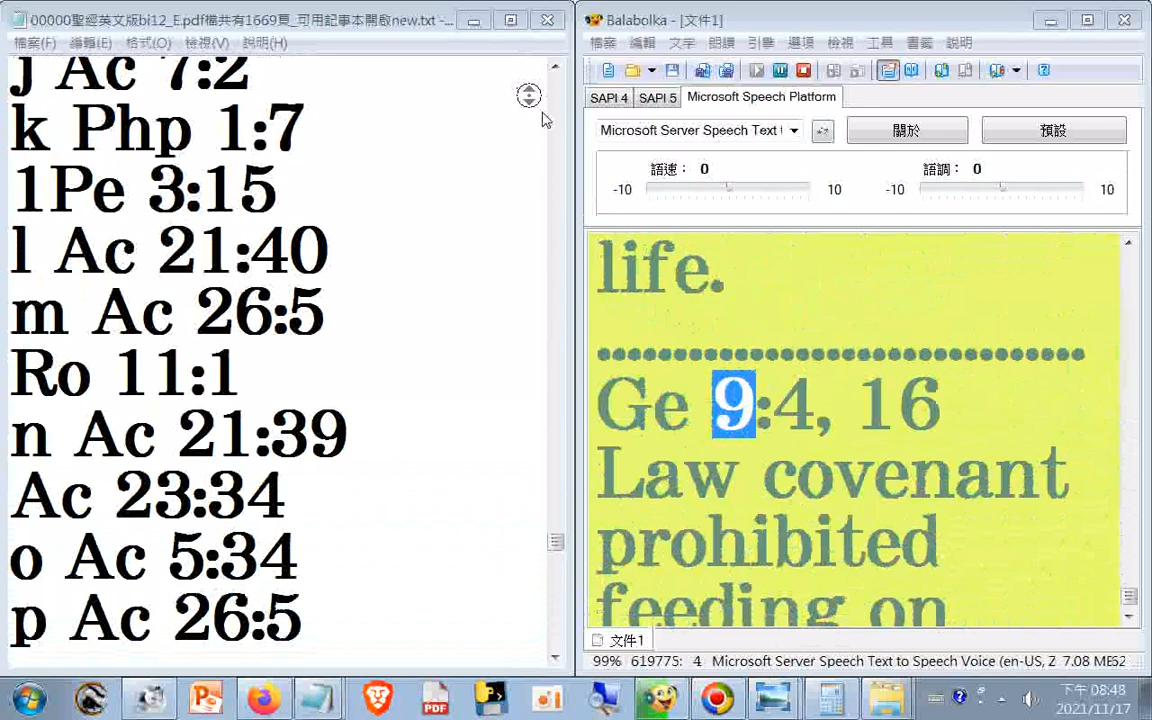 00000聖經英文版bi12_E.pdf檔共有1669頁_可用記事本開啟new.txt -...
檔案(F) 編輯(E) 格式(O) 檢視(V) 說明(H)
j Ac 7:2
k Php 1:7
1Pe 3:15
l Ac 21:40
m Ac 26:5
Ro 11:1
n Ac 21:39
Ac 23:34
o Ac 5:34
p Ac 26:5
Balabolka - [文件1]
檔案 編輯 文字 朗讀 引擎 選項 檢視 工具 書籤 說明
SAPI 4 SAPI 5 Microsoft Speech Platform
Microsoft Server Speech Text 關於 預設
語速： 0 語調： 0
-10 10 -10 10
life.
Ge 9:4, 16
Law covenant
prohibited
feeding on
文件1
99% 619775: 4 Microsoft Server Speech Text to Speech Voice (en-US, Z 7.08 ME52
PDF
下午 08:48
2021/11/17